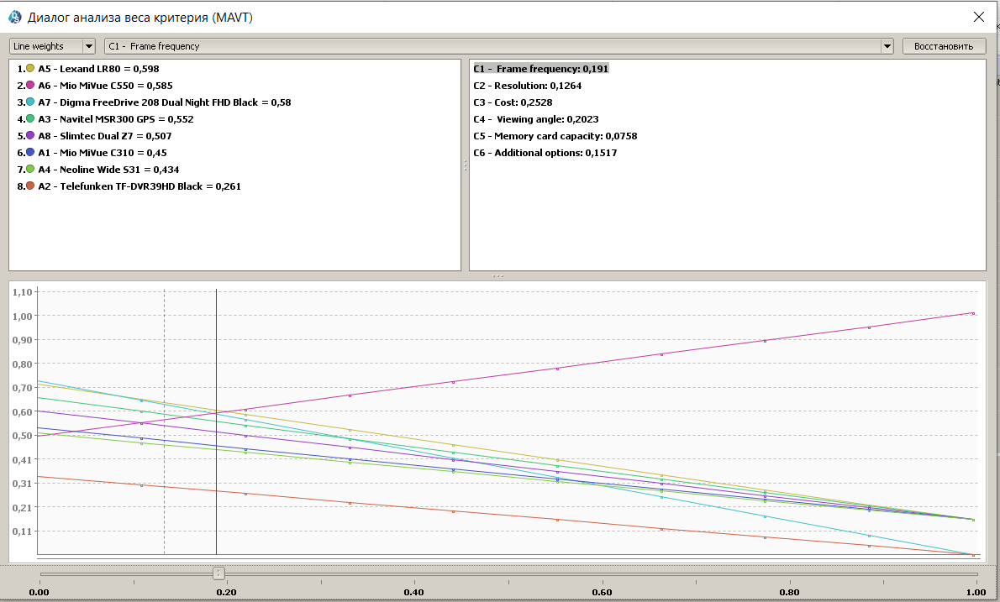 Диалог анализа веса критерия (MAVT)
Line weights
C1 - Frame frequency
Восстановить
1. A5 - Lexand LR80 = 0,598
2. A6 - Mio MiVue C550 = 0,585
3. A7 - Digma FreeDrive 208 Dual Night FHD Black = 0,58
4. A3 - Navitel MSR300 GPS = 0,552
5. A8 - Slimtec Dual Z7 = 0,507
6. A1 - Mio MiVue C310 = 0,45
7. A4 - Neoline Wide S31 = 0,434
8. A2 - Telefunken TF-DVR39HD Black = 0,261
C1 - Frame frequency: 0,191
C2 - Resolution: 0,1264
C3 - Cost: 0,2528
C4 - Viewing angle: 0,2023
C5 - Memory card capacity: 0,0758
C6 - Additional options: 0,1517
1,10
1,00
0,90
0,80
0,70
0,60
0,50
0,41
0,31
0,21
0,11
0.00 0.20 0.40 0.60 0.80 1.00